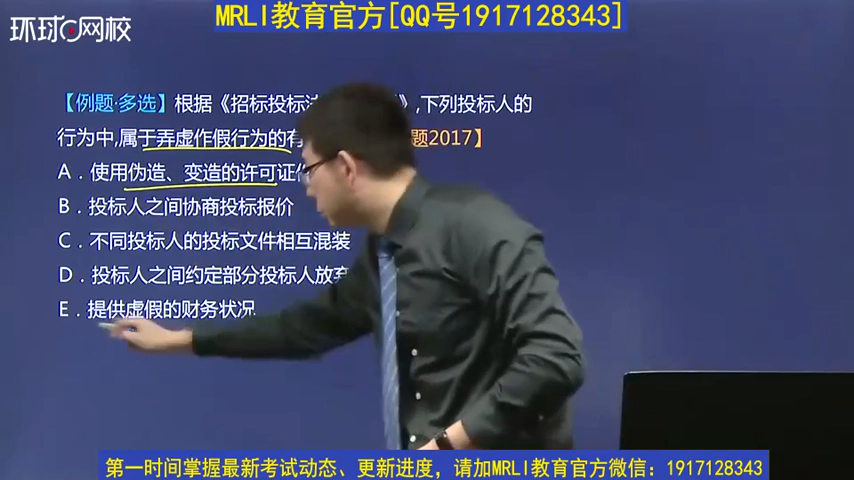 MRLI教育官方[QQ号1917128343]
环球网校
【例题·多选】根据《招标投标法》,下列投标人的
行为中,属于弄虚作假行为的有题2017】
A．使用伪造、变造的许可证
B．投标人之间协商投标报价
C．不同投标人的投标文件相互混装
D．投标人之间约定部分投标人放弃
E．提供虚假的财务状况
第一时间掌握最新考试动态、更新进度，请加MRLI教育官方微信：1917128343